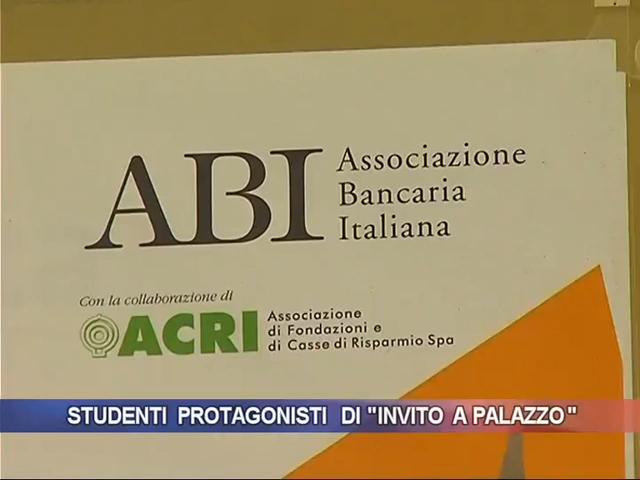 ABI Associazione
Bancaria
Italiana
Con la collaborazione di
ACRI Associazione
di Fondazioni e
di Casse di Risparmio Spa
STUDENTI PROTAGONISTI DI "INVITO A PALAZZO"